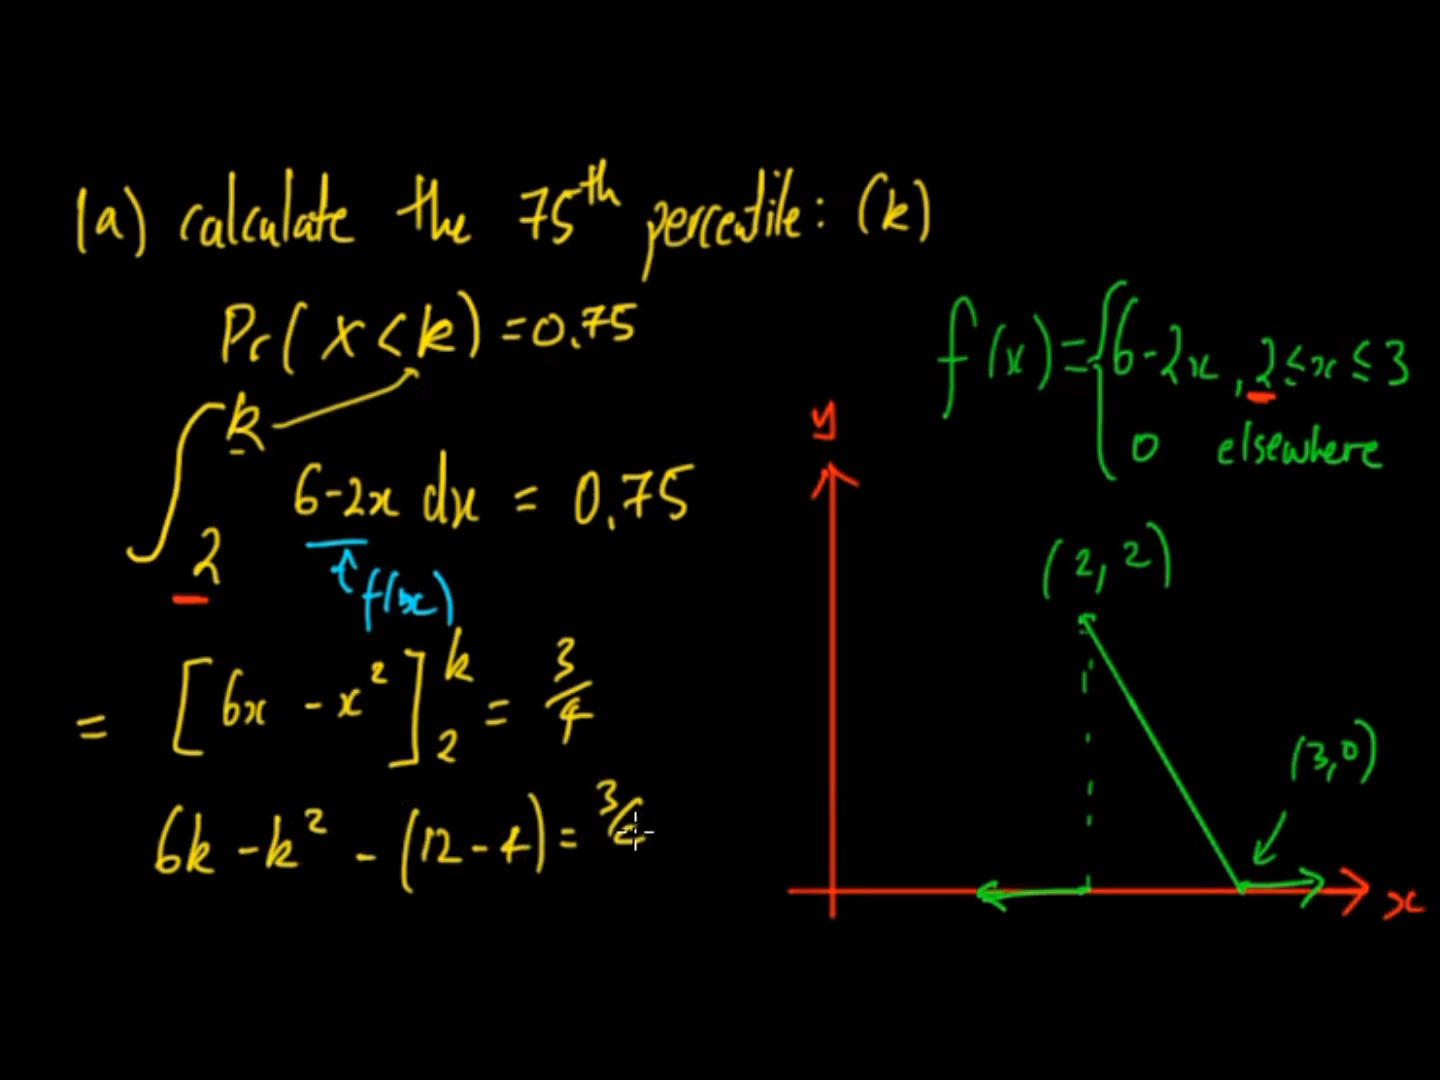 (a) calculate the 75th percentile: (k)
Pr(X<k) = 0.75
∫₂ᵏ 6-2x dx = 0.75
f(x)
= [6x - x²]₂ᵏ = 3/4
6k - k² - (12 - 4) = 3/4
f(x) = { 6-2x, 2≤x≤3
0 elsewhere
y
(2, 2)
(3,0)
x